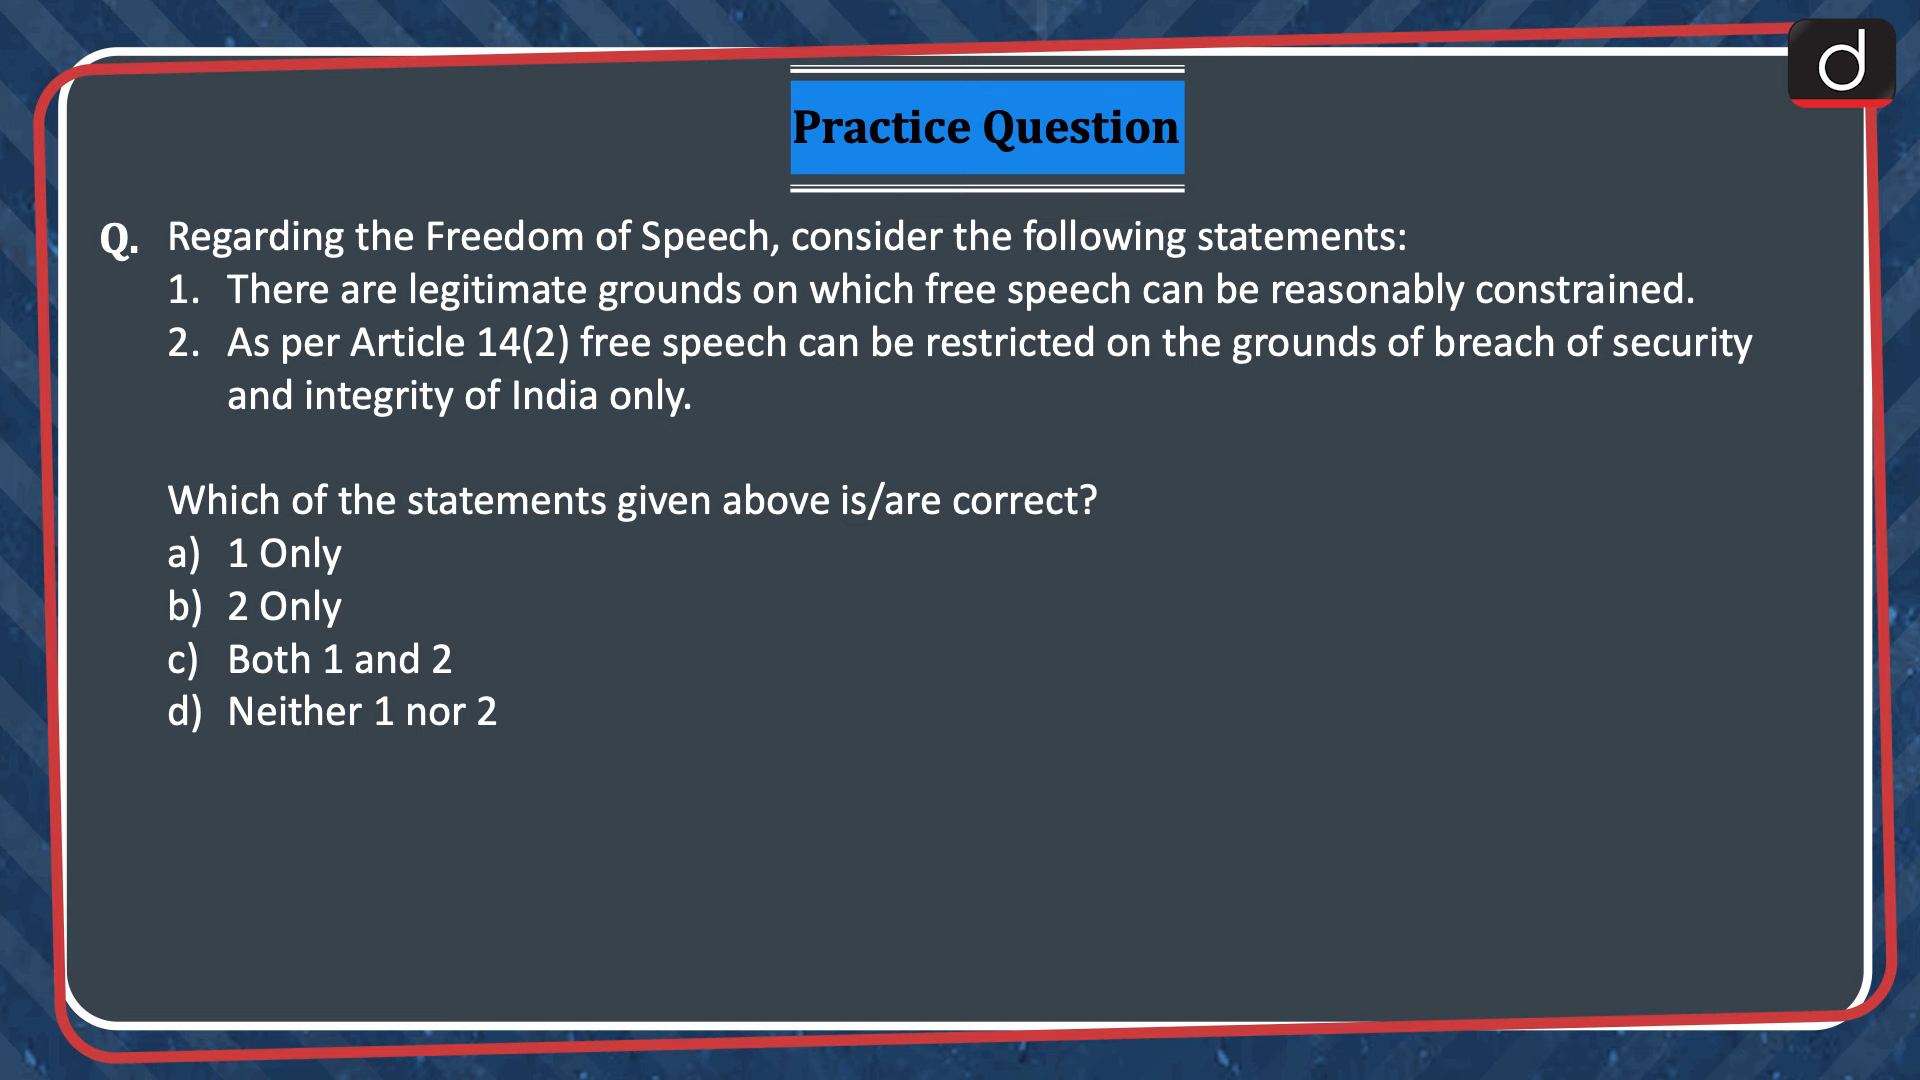 Practice Question
Q. Regarding the Freedom of Speech, consider the following statements:
1. There are legitimate grounds on which free speech can be reasonably constrained.
2. As per Article 14(2) free speech can be restricted on the grounds of breach of security
and integrity of India only.
Which of the statements given above is/are correct?
a) 1 Only
b) 2 Only
c) Both 1 and 2
d) Neither 1 nor 2
d